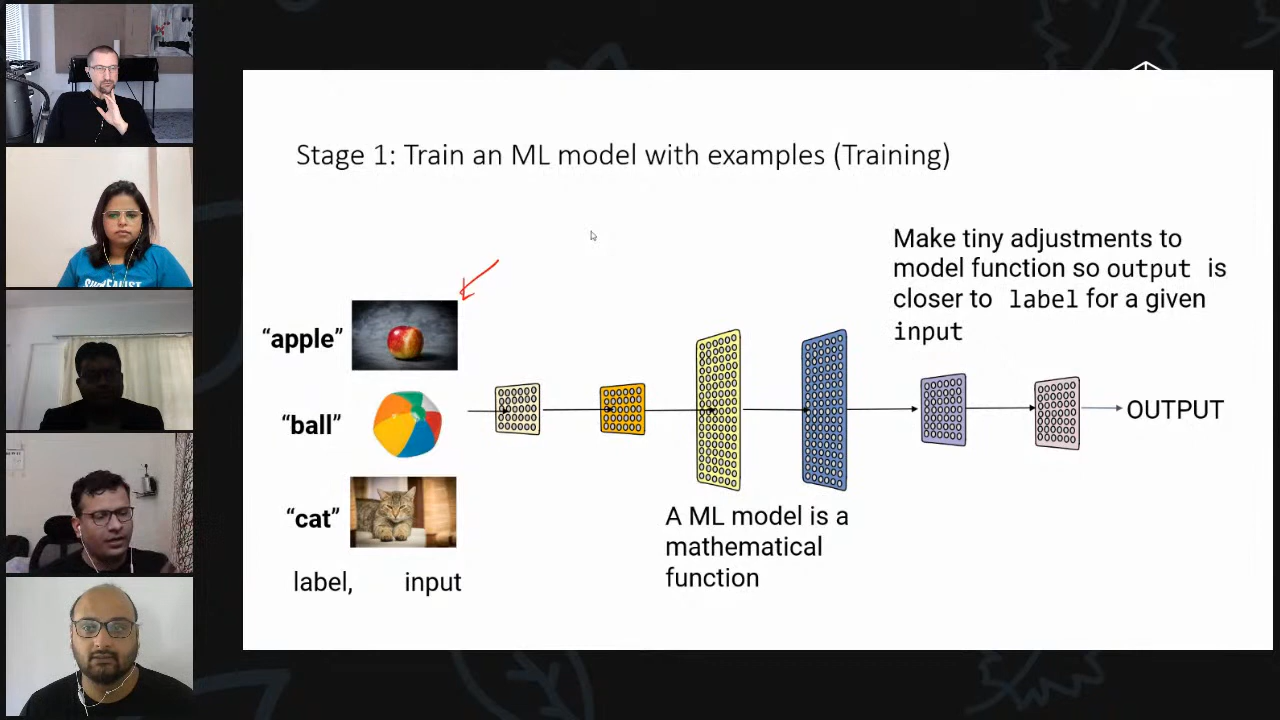 Stage 1: Train an ML model with examples (Training)
Make tiny adjustments to
model function so output is
closer to label for a given
input
“apple”
“ball”
OUTPUT
“cat”
A ML model is a
mathematical
function
label, input